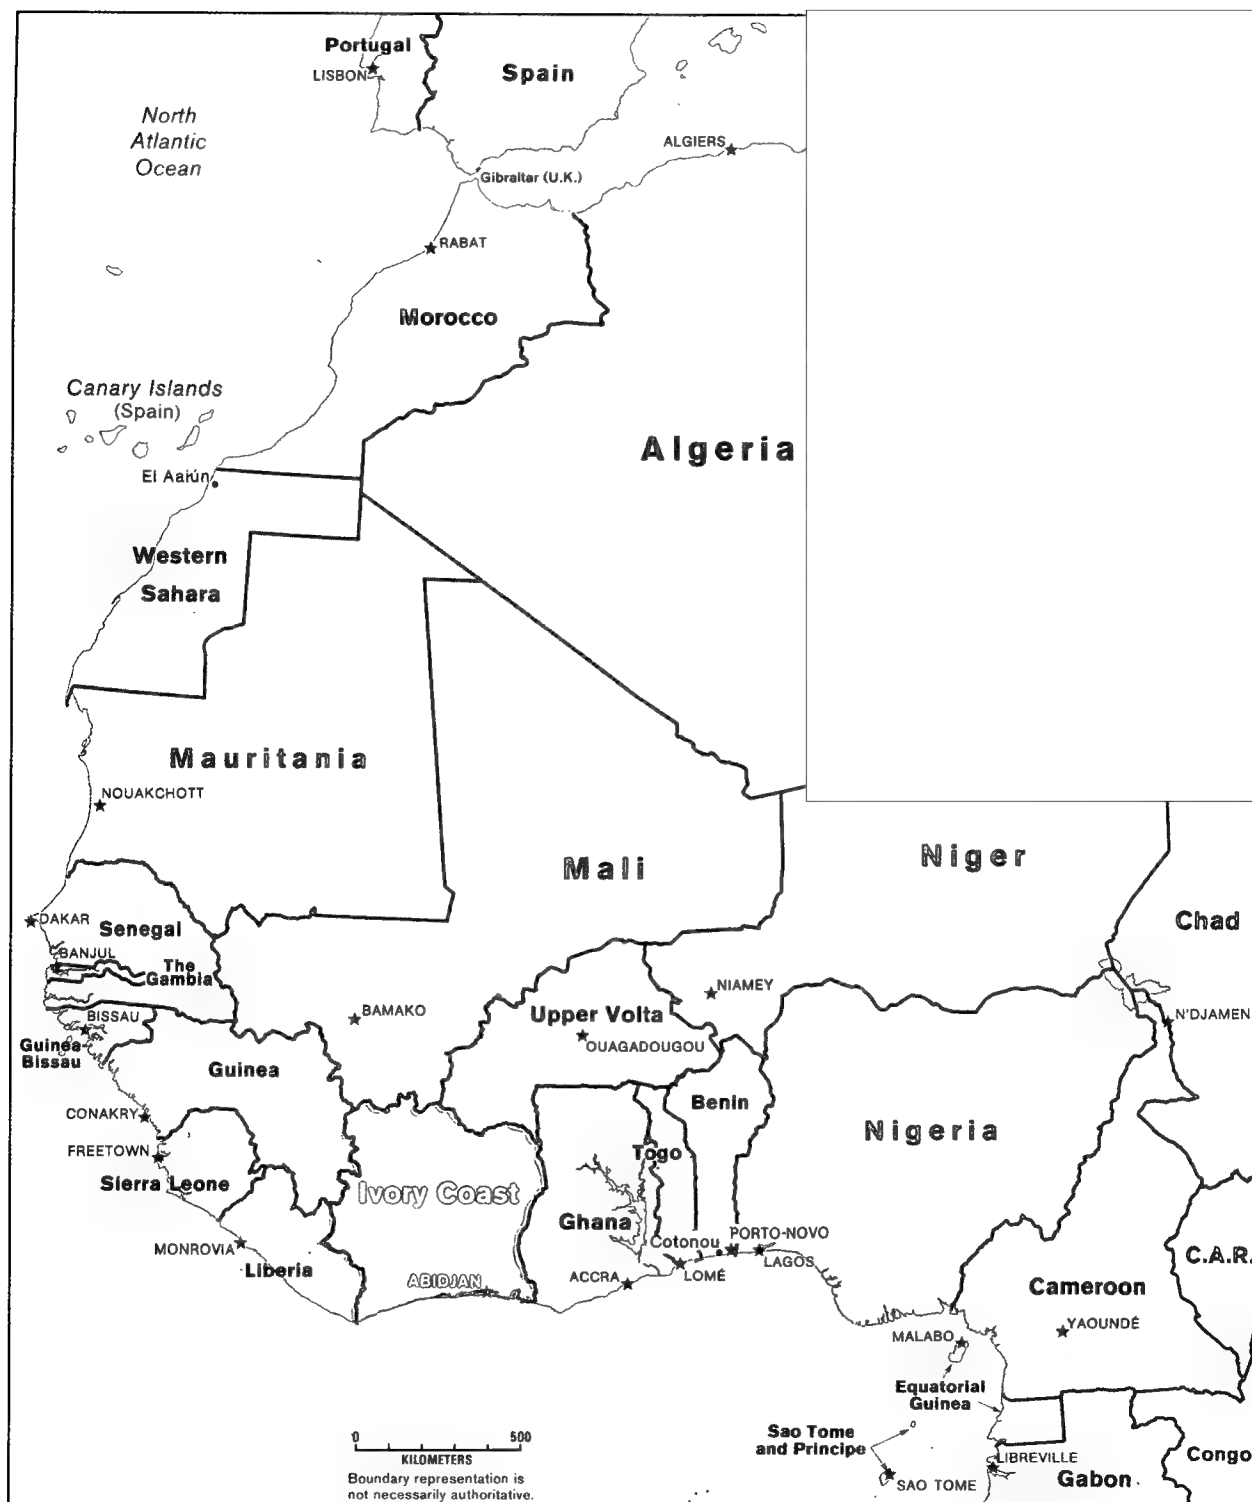 Portugal
LISBON
Spain
North
Atlantic
Ocean
ALGIERS
Gibraltar (U.K.)
RABAT
Morocco
Canary Islands
(Spain)
Algeria
El Aaiún
Western
Sahara
Mauritania
NOUAKCHOTT
Mali
Niger
DAKAR
Senegal
Chad
BANJUL
The
Gambia
NIAMEY
BISSAU
BAMAKO
Upper Volta
N'DJAMEN
Guinea-
Bissau
OUAGADOUGOU
Guinea
Benin
CONAKRY
Nigeria
FREETOWN
Togo
Sierra Leone
Ivory Coast
Ghana
PORTO-NOVO
Cotonou
MONROVIA
LAGOS
C.A.R.
Liberia
LOMÉ
ABIDJAN
ACCRA
Cameroon
YAOUNDÉ
MALABO
Equatorial
Guinea
Sao Tome
and Principe
0 500
KILOMETERS
LIBREVILLE
Congo
Boundary representation is
not necessarily authoritative.
SAO TOME
Gabon